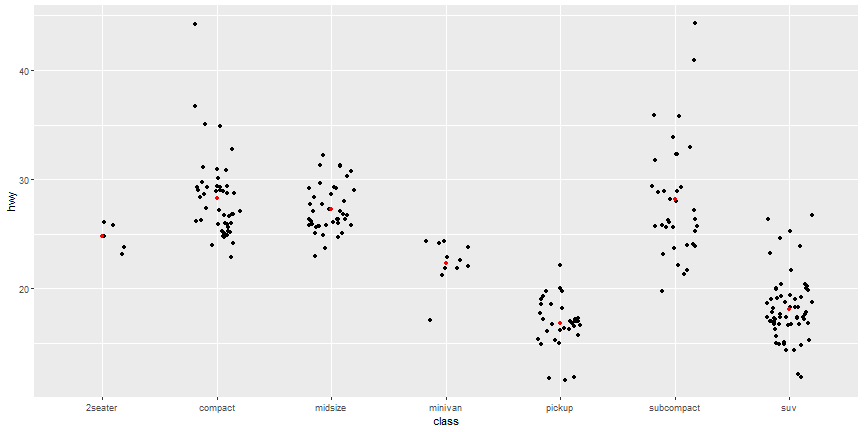 hwy
40
30
20
2seater compact midsize minivan pickup subcompact suv
class